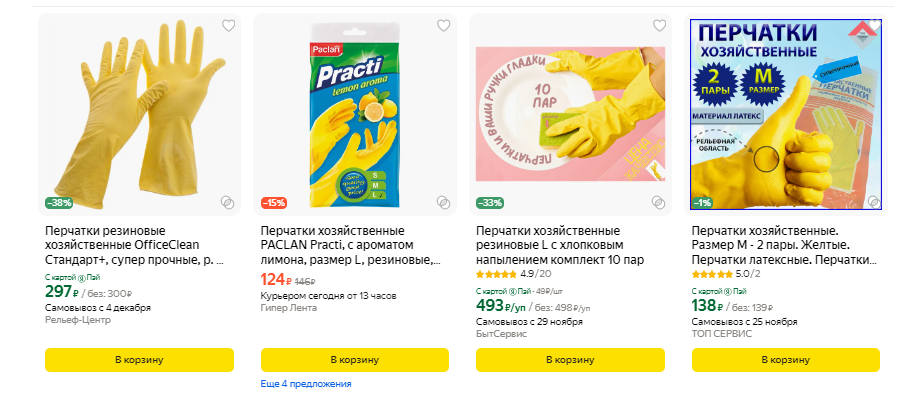 –38%
Перчатки резиновые
хозяйственные OfficeClean
Стандарт+, супер прочные, р. ...
С картой Пэй
297 ₽ / без: 300 ₽
Самовывоз с 4 декабря
Рельеф-Центр
В корзину
Paclan
Practi
lemon aroma
S
M
L
–15%
Перчатки хозяйственные
PACLAN Practi, с ароматом
лимона, размер L, резиновые,...
124 ₽ 146 ₽
Курьером сегодня от 13 часов
Гипер Лента
В корзину
Еще 4 предложения
ПЕРЧАТКИ И ВАШИ РУЧКИ ГЛАДКИ
10
ПАР
–33%
Перчатки хозяйственные
резиновые L с хлопковым
напылением комплект 10 пар
4.9/20
С картой Пэй · 49₽/шт
493 ₽/уп / без: 498 ₽/уп
Самовывоз с 29 ноября
БытСервис
В корзину
ПЕРЧАТКИ
ХОЗЯЙСТВЕННЫЕ
2
ПАРЫ
M
РАЗМЕР
СУПЕРПРОЧНЫЕ
ПЕРЧАТКИ
МАТЕРИАЛ ЛАТЕКС
РЕЛЬЕФНАЯ
ОБЛАСТЬ
–1%
Перчатки хозяйственные.
Размер M - 2 пары. Желтые.
Перчатки латексные. Перчатки...
5.0/2
С картой Пэй
138 ₽ / без: 139 ₽
Самовывоз с 25 ноября
ТОП СЕРВИС
В корзину